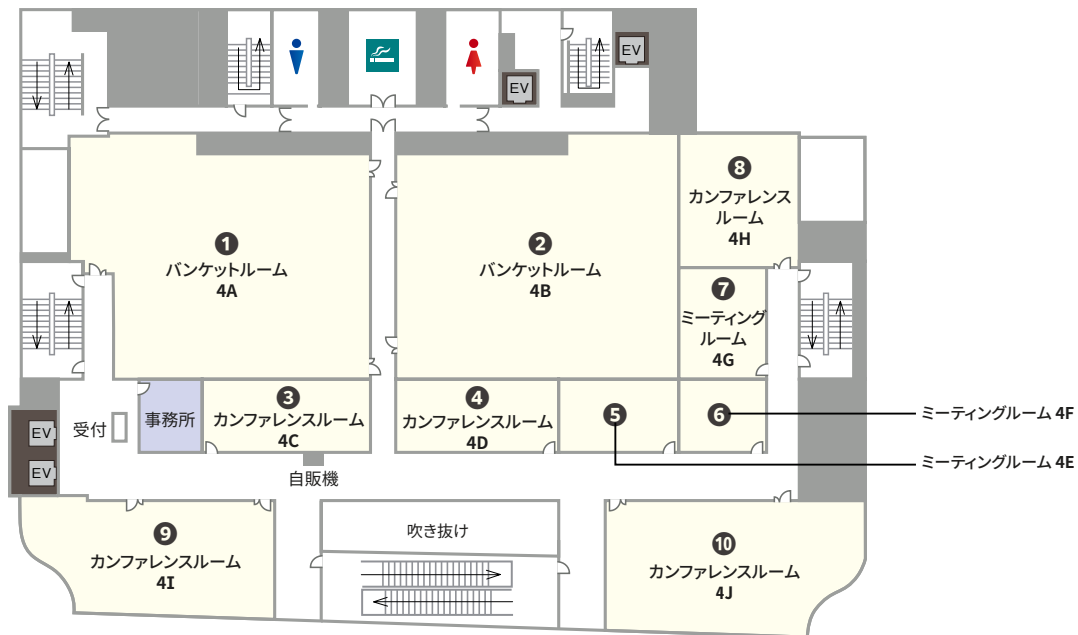 EV
EV
❽
カンファレンス
ルーム
4H
❶
バンケットルーム
4A
❷
バンケットルーム
4B
❼
ミーティング
ルーム
4G
❸
カンファレンスルーム
4C
❹
カンファレンスルーム
4D
❺
❻
ミーティングルーム 4F
ミーティングルーム 4E
事務所
受付
EV
EV
自販機
❾
カンファレンスルーム
4I
吹き抜け
❿
カンファレンスルーム
4J